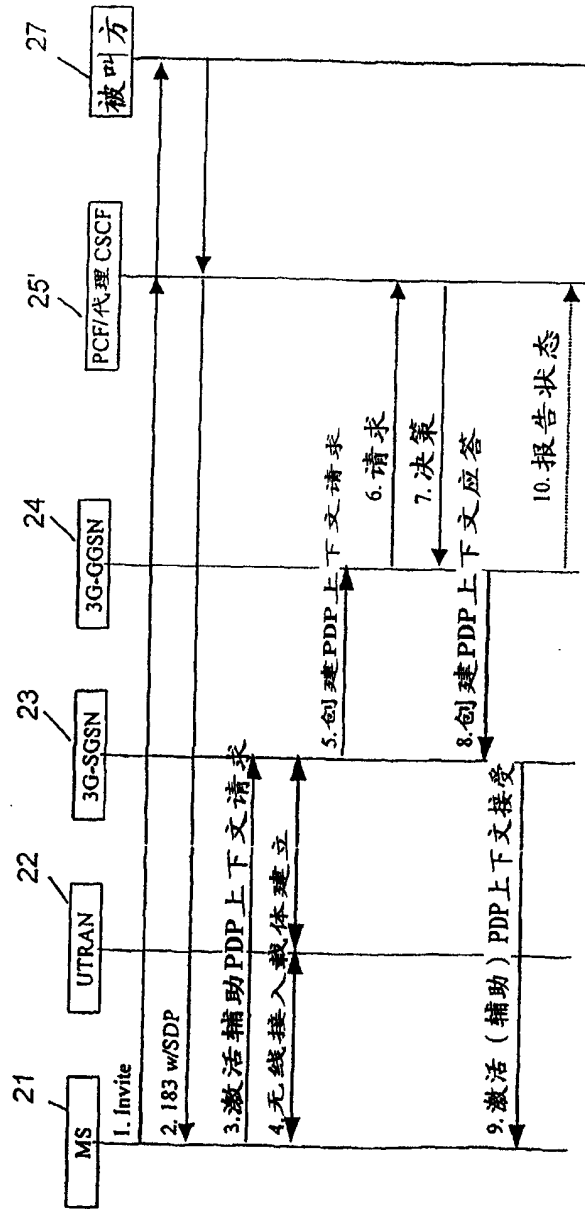 21
22
23
24
25'
27
MS
UTRAN
3G-SGSN
3G-GGSN
PCF/代理 CSCF
被叫方
1. Invite
2. 183 w/SDP
3.激活辅助PDP上下文请求
4.无线接入载体建立
5.创建PDP上下文请求
6.请求
7.决策
8.创建PDP上下文应答
9.激活（辅助）PDP上下文接受
10.报告状态